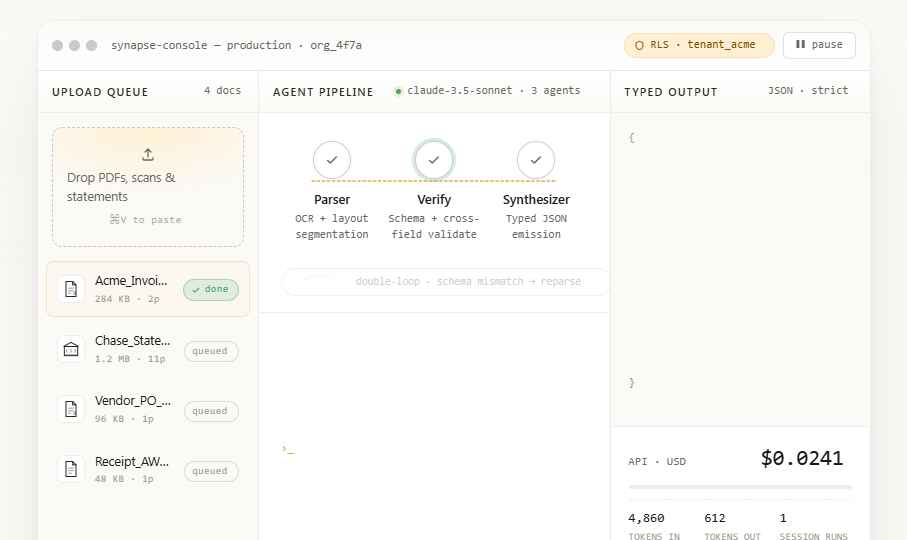 synapse-console — production · org_4f7a
RLS · tenant_acme
pause
UPLOAD QUEUE
4 docs
Drop PDFs, scans &
statements
⌘V to paste
Acme_Invoi...
284 KB · 2p
done
Chase_State...
1.2 MB · 11p
queued
Vendor_PO_...
96 KB · 1p
queued
Receipt_AW...
48 KB · 1p
queued
AGENT PIPELINE
claude-3.5-sonnet · 3 agents
Parser
OCR + layout
segmentation
Verify
Schema + cross-
field validate
Synthesizer
Typed JSON
emission
double-loop · schema mismatch → reparse
›_
TYPED OUTPUT
JSON · strict
{
}
API · USD
$0.0241
4,860
TOKENS IN
612
TOKENS OUT
1
SESSION RUNS